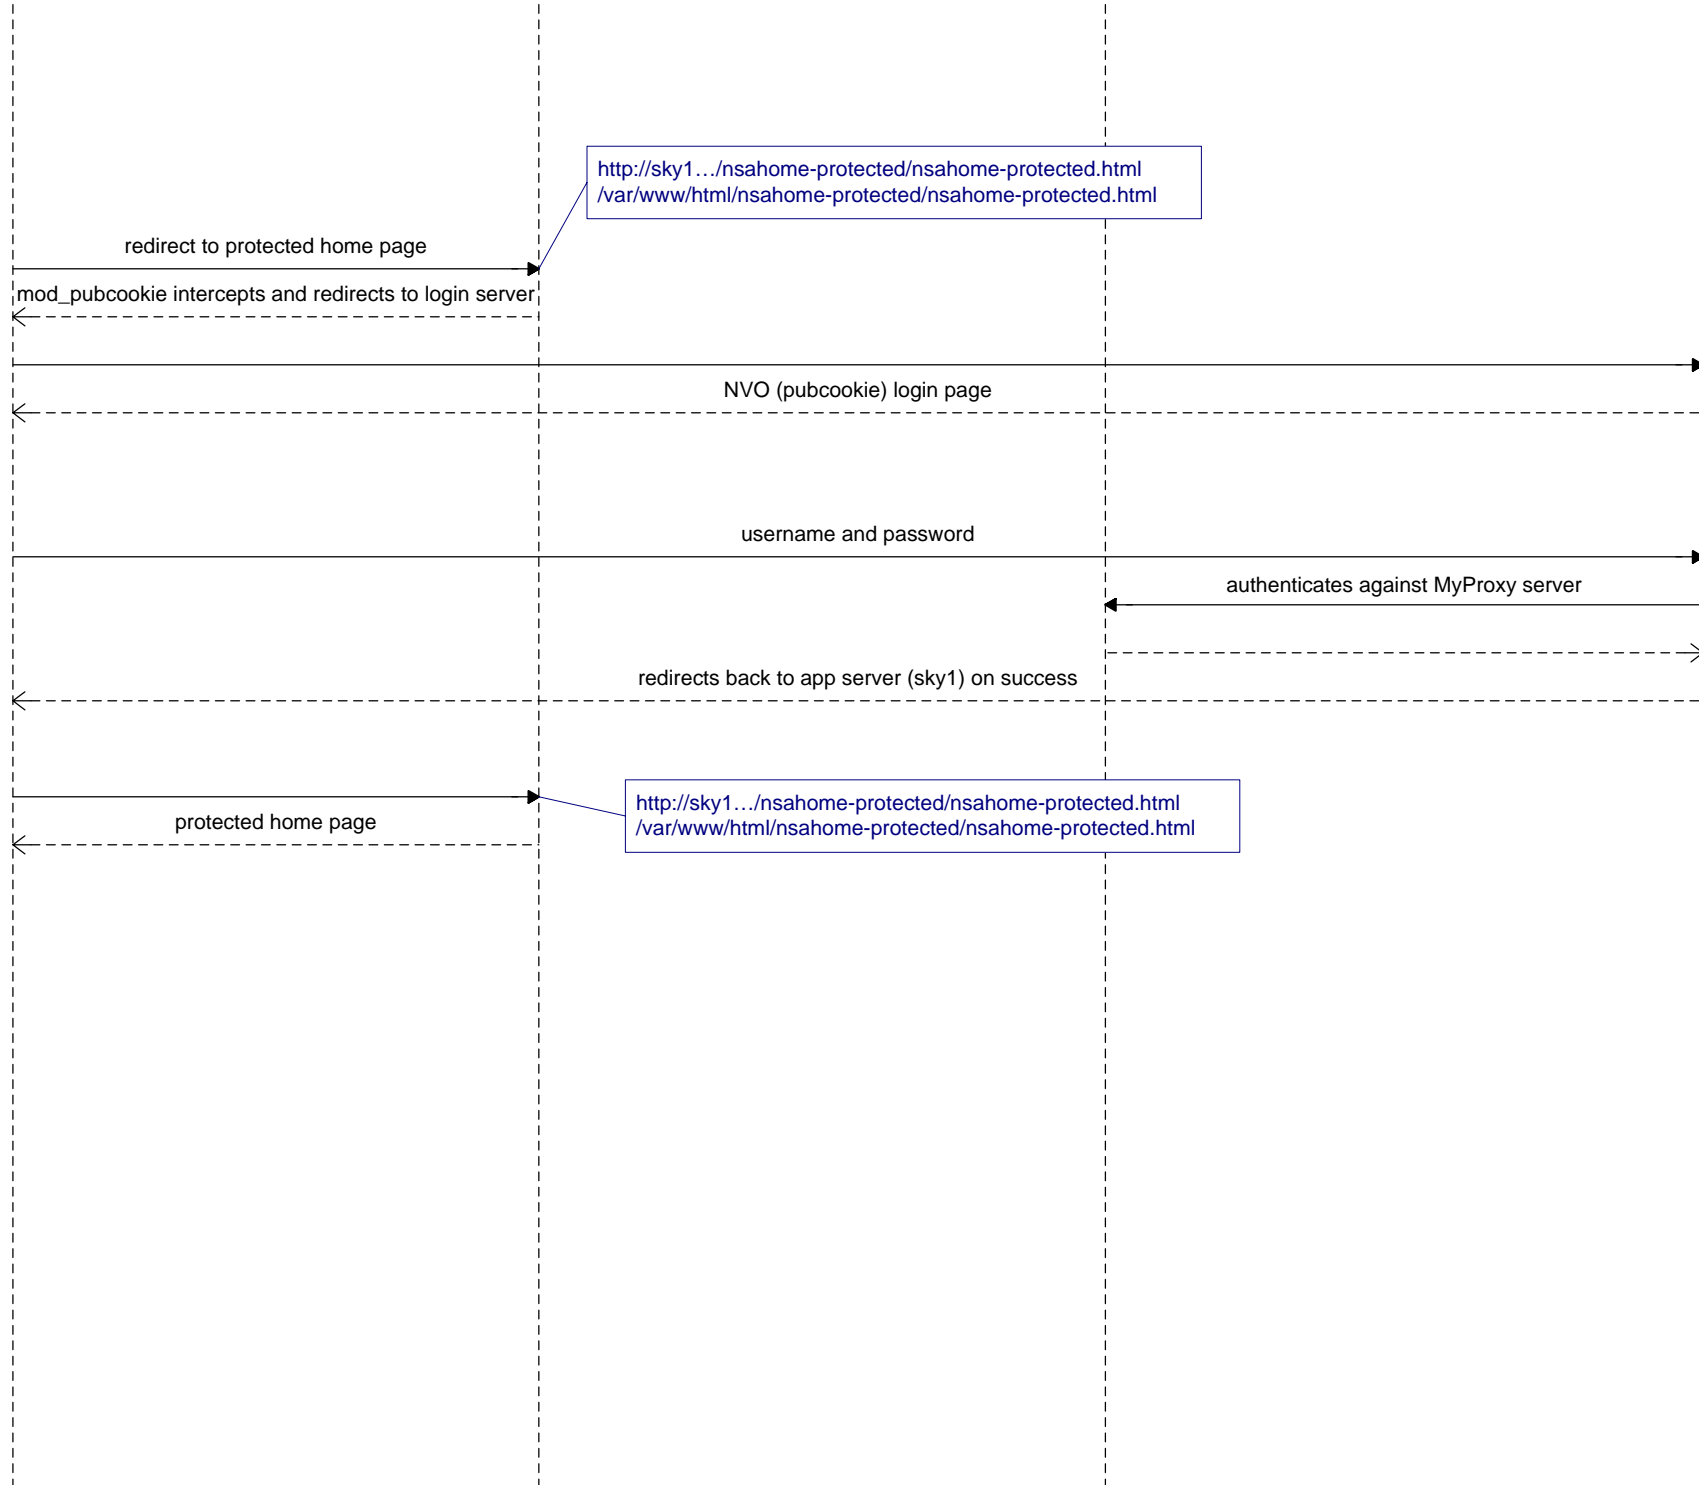 http://sky1…/nsahome-protected/nsahome-protected.html
/var/www/html/nsahome-protected/nsahome-protected.html
redirect to protected home page
mod_pubcookie intercepts and redirects to login server
NVO (pubcookie) login page
username and password
authenticates against MyProxy server
redirects back to app server (sky1) on success
http://sky1…/nsahome-protected/nsahome-protected.html
/var/www/html/nsahome-protected/nsahome-protected.html
protected home page